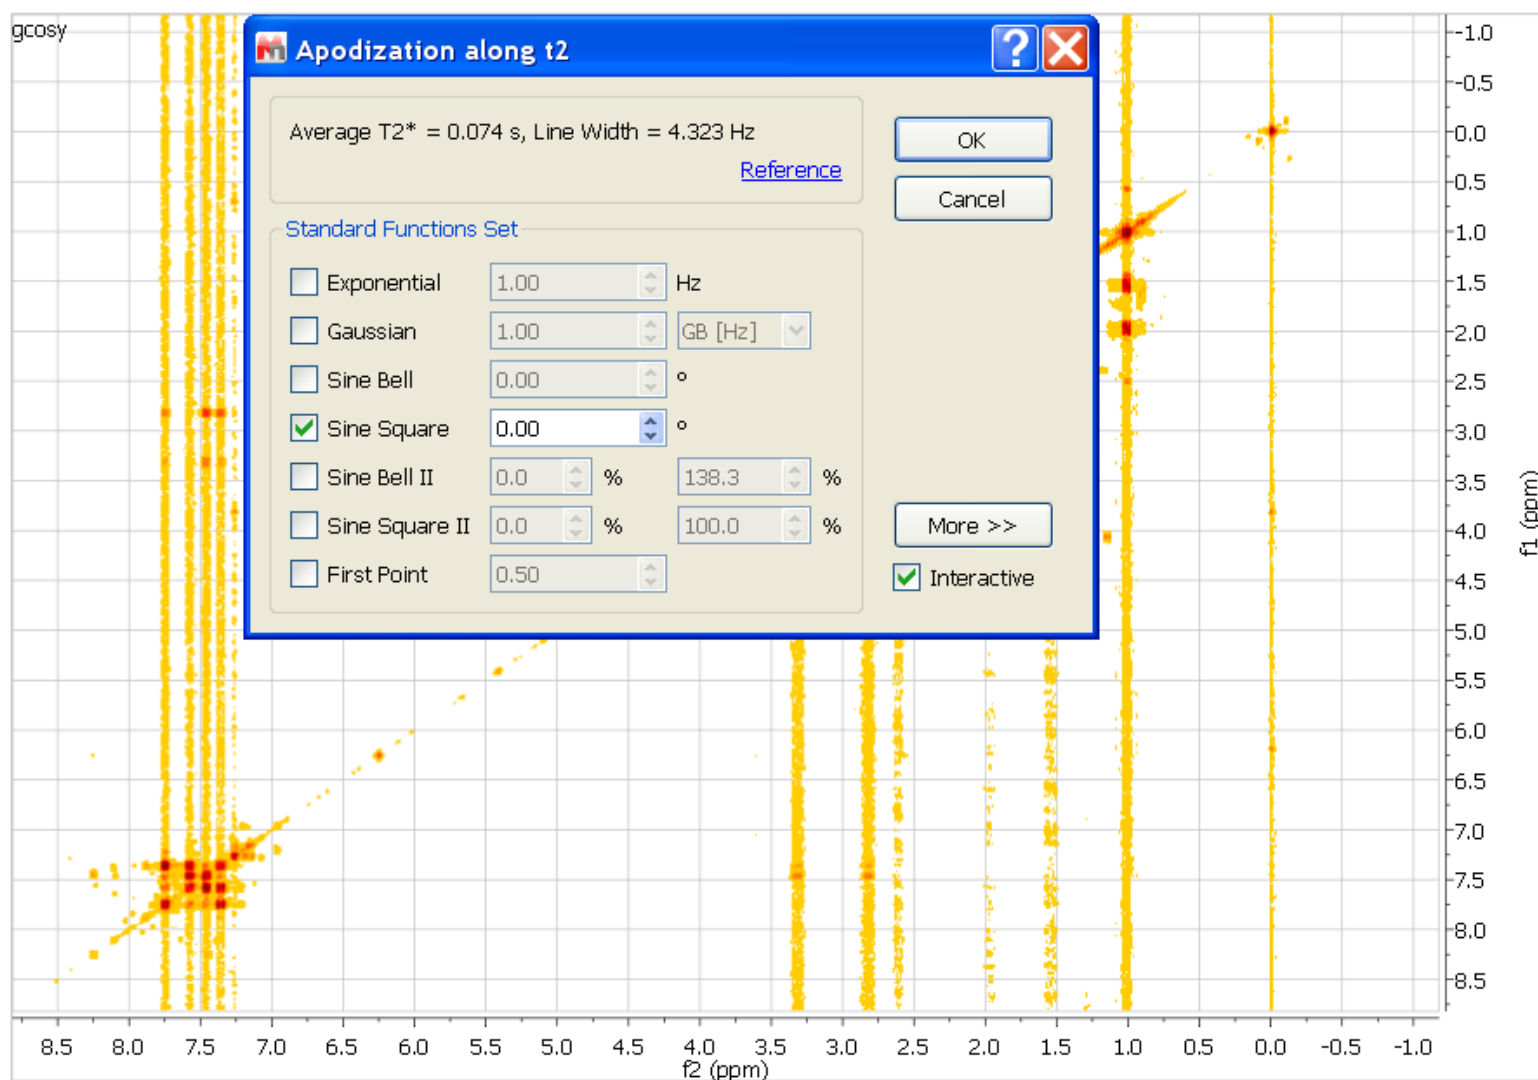 gcosy
Apodization along t2
Average T2* = 0.074 s, Line Width = 4.323 Hz
Reference
OK
Cancel
Standard Functions Set
Exponential 1.00 Hz
Gaussian 1.00 GB [Hz]
Sine Bell 0.00 °
Sine Square 0.00 °
Sine Bell II 0.0 % 138.3 %
Sine Square II 0.0 % 100.0 %
First Point 0.50
More >>
Interactive
-1.0
-0.5
0.0
0.5
1.0
1.5
2.0
2.5
3.0
3.5
4.0
4.5
5.0
5.5
6.0
6.5
7.0
7.5
8.0
8.5
f1 (ppm)
8.5 8.0 7.5 7.0 6.5 6.0 5.5 5.0 4.5 4.0 3.5 3.0 2.5 2.0 1.5 1.0 0.5 0.0 -0.5 -1.0
f2 (ppm)